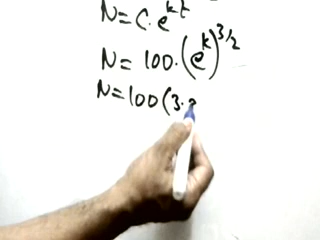 N = C · e^{kt}
N = 100 · (e^k)^{3/2}
N = 100 (3 ·